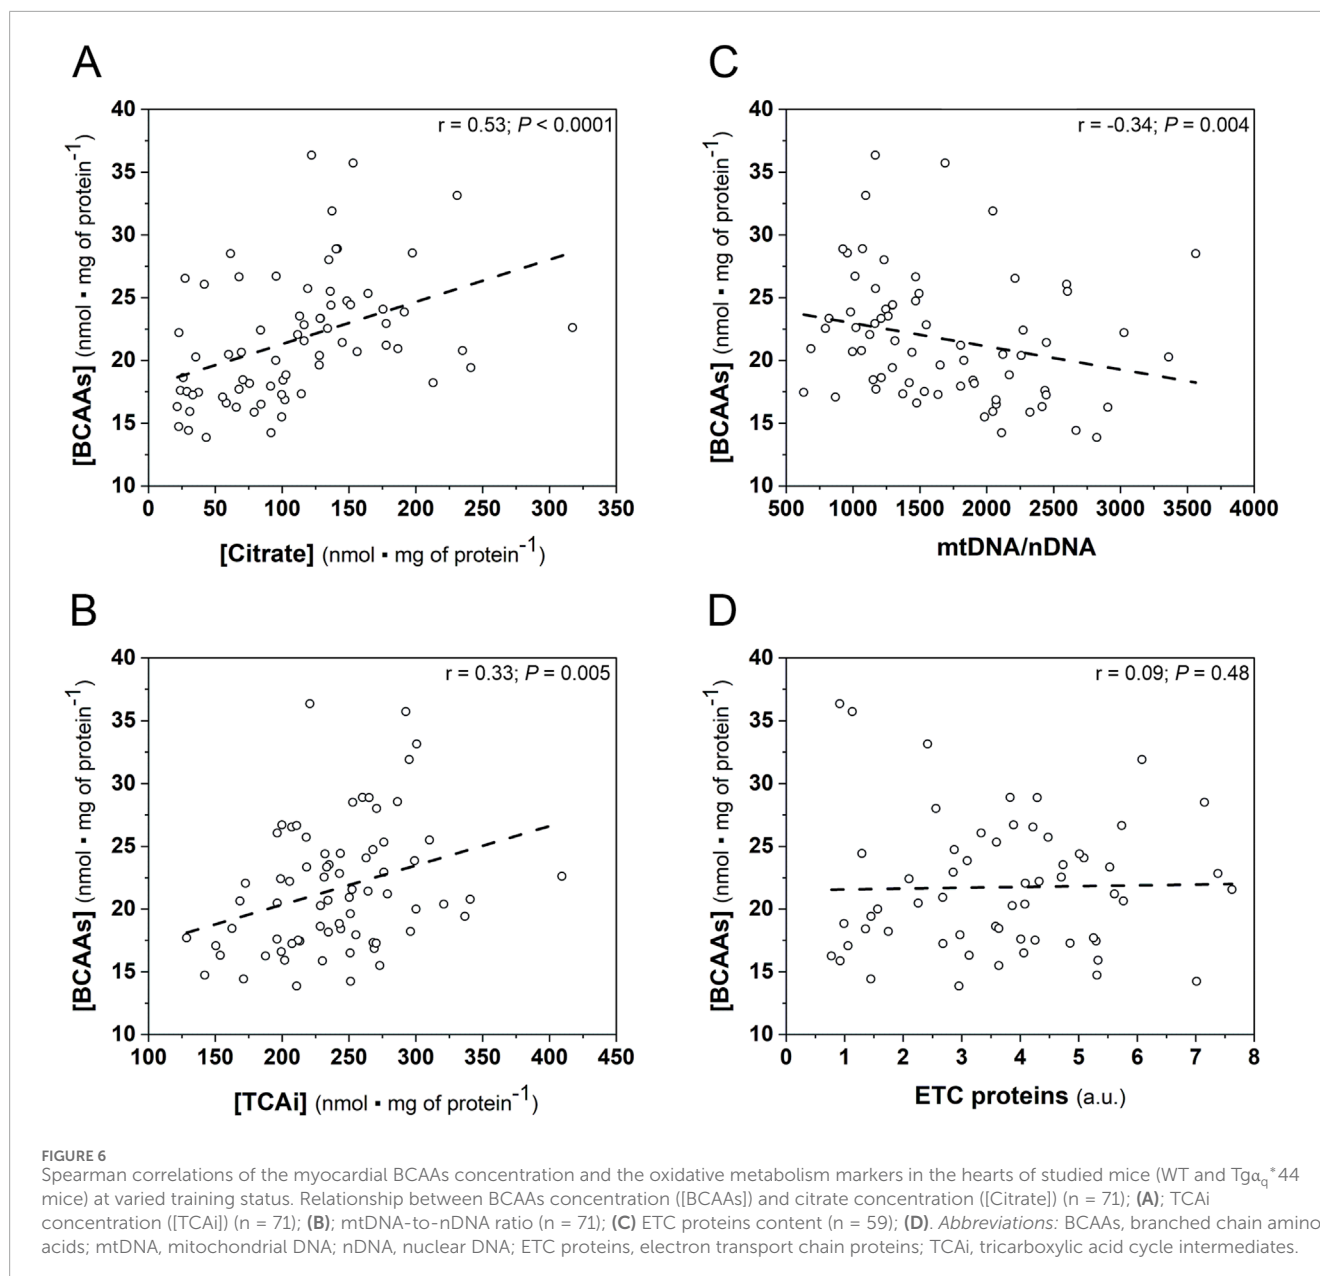 A
r = 0.53; P < 0.0001
[BCAAs] (nmol ▪ mg of protein⁻¹)
40
35
30
25
20
15
10
0 50 100 150 200 250 300 350
[Citrate] (nmol ▪ mg of protein⁻¹)
C
r = -0.34; P = 0.004
[BCAAs] (nmol ▪ mg of protein⁻¹)
40
35
30
25
20
15
10
500 1000 1500 2000 2500 3000 3500 4000
mtDNA/nDNA
B
r = 0.33; P = 0.005
[BCAAs] (nmol ▪ mg of protein⁻¹)
40
35
30
25
20
15
10
100 150 200 250 300 350 400 450
[TCAi] (nmol ▪ mg of protein⁻¹)
D
r = 0.09; P = 0.48
[BCAAs] (nmol ▪ mg of protein⁻¹)
40
35
30
25
20
15
10
0 1 2 3 4 5 6 7 8
ETC proteins (a.u.)
FIGURE 6
Spearman correlations of the myocardial BCAAs concentration and the oxidative metabolism markers in the hearts of studied mice (WT and Tgαq*44
mice) at varied training status. Relationship between BCAAs concentration ([BCAAs]) and citrate concentration ([Citrate]) (n = 71); (A); TCAi
concentration ([TCAi]) (n = 71); (B); mtDNA-to-nDNA ratio (n = 71); (C) ETC proteins content (n = 59); (D). Abbreviations: BCAAs, branched chain amino
acids; mtDNA, mitochondrial DNA; nDNA, nuclear DNA; ETC proteins, electron transport chain proteins; TCAi, tricarboxylic acid cycle intermediates.